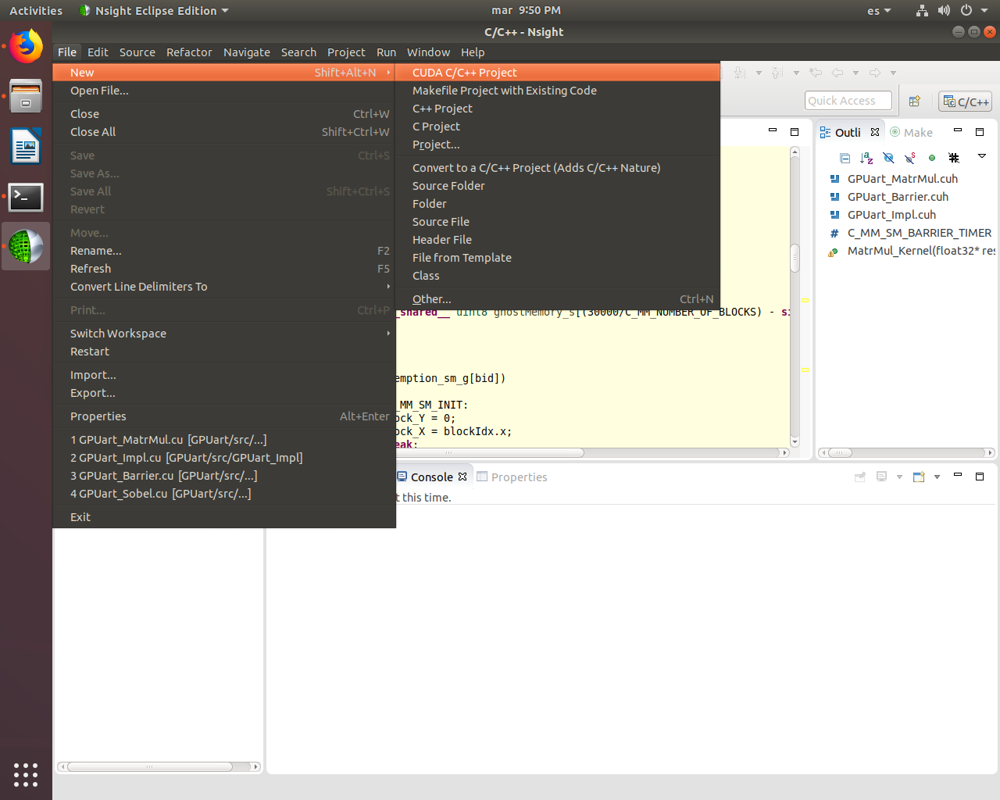 Activities Nsight Eclipse Edition mar 9:50 PM es
C/C++ - Nsight
File Edit Source Refactor Navigate Search Project Run Window Help
New Shift+Alt+N
Open File...
Close Ctrl+W
Close All Shift+Ctrl+W
Save Ctrl+S
Save As...
Save All Shift+Ctrl+S
Revert
Move...
Rename... F2
Refresh F5
Convert Line Delimiters To
Print... Ctrl+P
Switch Workspace
Restart
Import...
Export...
Properties Alt+Enter
1 GPUart_MatrMul.cu [GPUart/src/...]
2 GPUart_Impl.cu [GPUart/src/GPUart_Impl]
3 GPUart_Barrier.cu [GPUart/src/...]
4 GPUart_Sobel.cu [GPUart/src/...]
Exit
CUDA C/C++ Project
Makefile Project with Existing Code
C++ Project
C Project
Project...
Convert to a C/C++ Project (Adds C/C++ Nature)
Source Folder
Folder
Source File
Header File
File from Template
Class
Other... Ctrl+N
Quick Access
C/C++
Outli Make
GPUart_MatrMul.cuh
GPUart_Barrier.cuh
GPUart_Impl.cuh
C_MM_SM_BARRIER_TIMER
MatrMul_Kernel(float32* res
_shared__ uint8 ghostMemory_s[(30000/C_MM_NUMBER_OF_BLOCKS) - si
emption_sm_g[bid])
_MM_SM_INIT:
ock_Y = 0;
ock_X = blockIdx.x;
eak;
Console Properties
t this time.